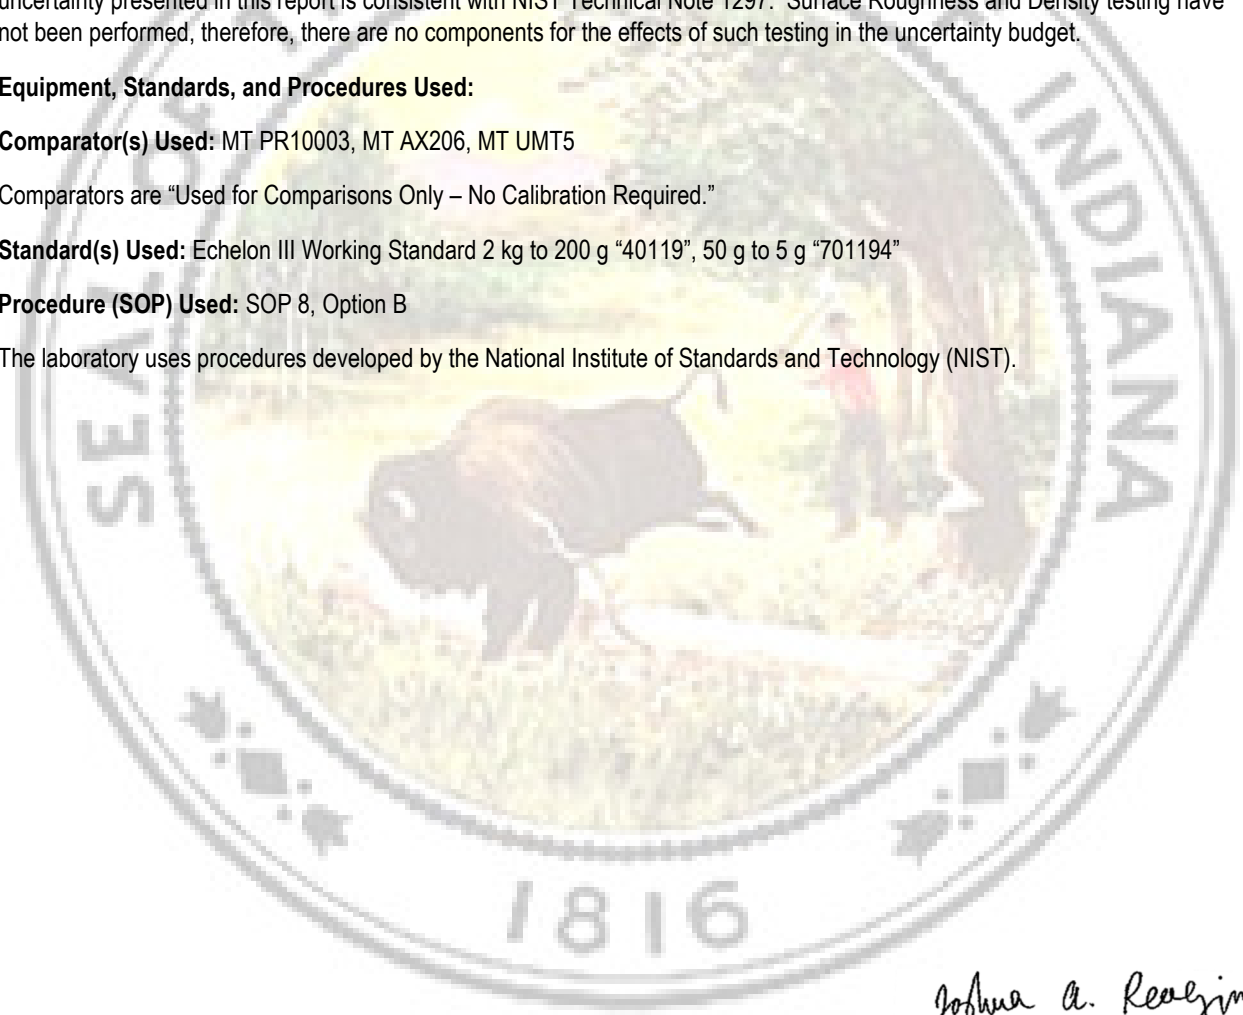 uncertainty presented in this report is consistent with NIST Technical Note 1297. Surface Roughness and Density testing have
not been performed, therefore, there are no components for the effects of such testing in the uncertainty budget.
Equipment, Standards, and Procedures Used:
Comparator(s) Used: MT PR10003, MT AX206, MT UMT5
Comparators are “Used for Comparisons Only – No Calibration Required.”
Standard(s) Used: Echelon III Working Standard 2 kg to 200 g “40119”, 50 g to 5 g “701194”
Procedure (SOP) Used: SOP 8, Option B
The laboratory uses procedures developed by the National Institute of Standards and Technology (NIST).
SEAL OF
INDIANA
1816
Joshua A.